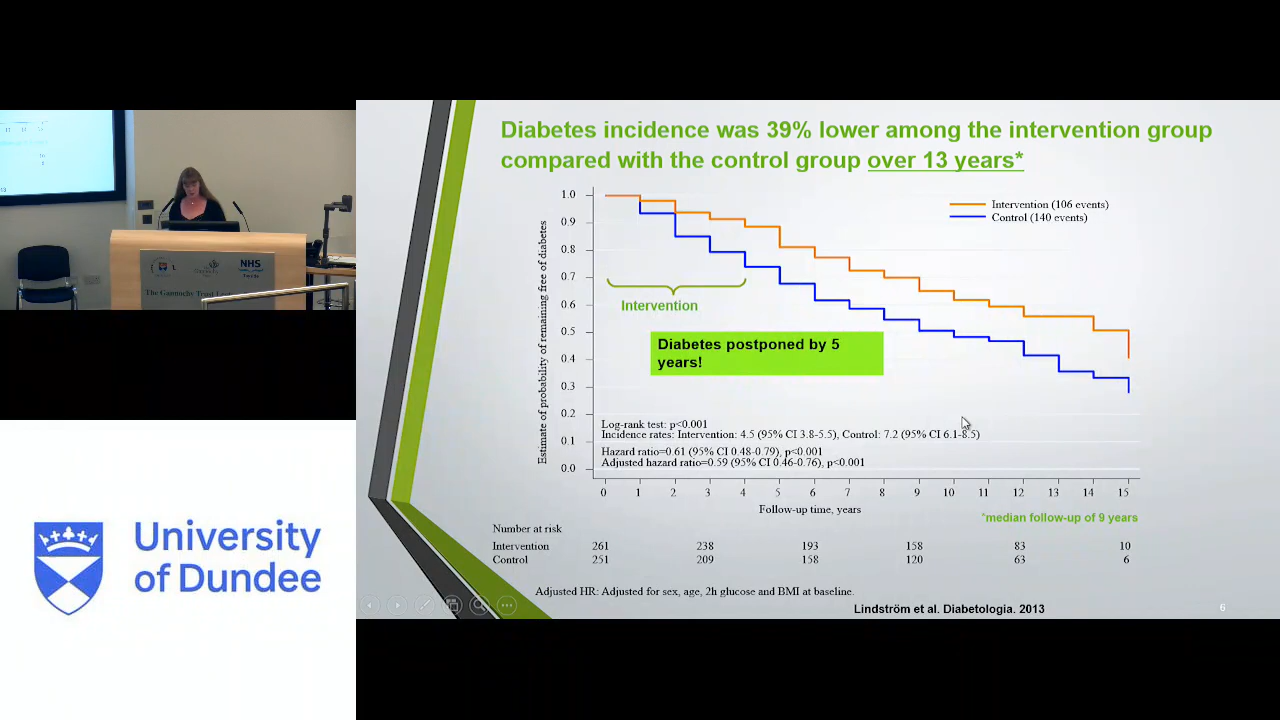 Diabetes incidence was 39% lower among the intervention group
compared with the control group over 13 years*
Estimate of probability of remaining free of diabetes
1.0
0.9
0.8
0.7
0.6
0.5
0.4
0.3
0.2
0.1
0.0
Intervention (106 events)
Control (140 events)
Intervention
Diabetes postponed by 5
years!
Log-rank test: p<0.001
Incidence rates: Intervention: 4.5 (95% CI 3.8-5.5), Control: 7.2 (95% CI 6.1-8.5)
Hazard ratio=0.61 (95% CI 0.48-0.79), p<0.001
Adjusted hazard ratio=0.59 (95% CI 0.46-0.76), p<0.001
0 1 2 3 4 5 6 7 8 9 10 11 12 13 14 15
Follow-up time, years
*median follow-up of 9 years
Number at risk
Intervention 261 238 193 158 83 10
Control 251 209 158 120 63 6
Adjusted HR: Adjusted for sex, age, 2h glucose and BMI at baseline.
Lindström et al. Diabetologia. 2013
6
NHS
The Gannochy Trust
University
of Dundee